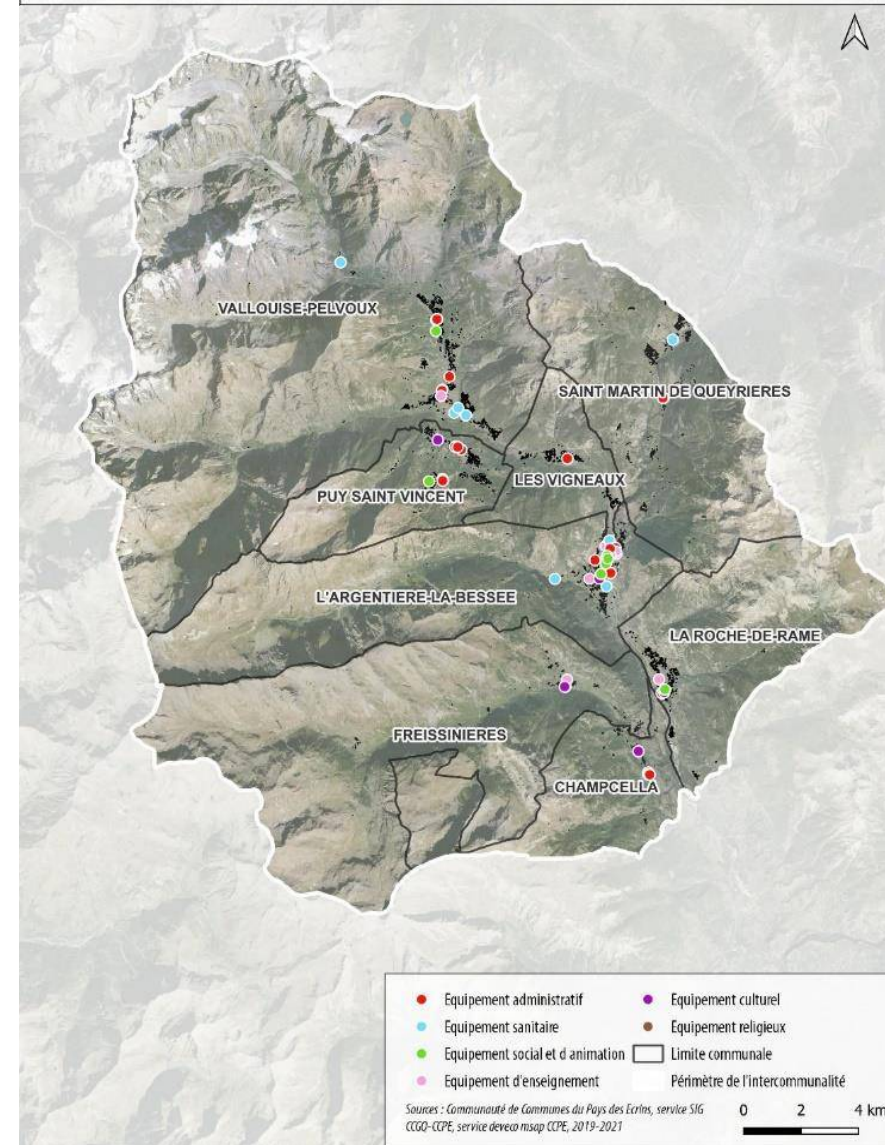 VALLOUISE-PELVOUX
SAINT MARTIN DE QUEYRIERES
LES VIGNEAUX
PUY SAINT VINCENT
L'ARGENTIERE-LA-BESSEE
LA ROCHE-DE-RAME
FREISSINIERES
CHAMPCELLA
Equipement administratif
Equipement culturel
Equipement sanitaire
Equipement religieux
Equipement social et d animation
Limite communale
Equipement d'enseignement
Périmètre de l'intercommunalité
Sources : Communauté de Communes du Pays des Ecrins, service SIG
CCGQ-CCPE, service deveco msap CCPE, 2019-2021
0 2 4 km